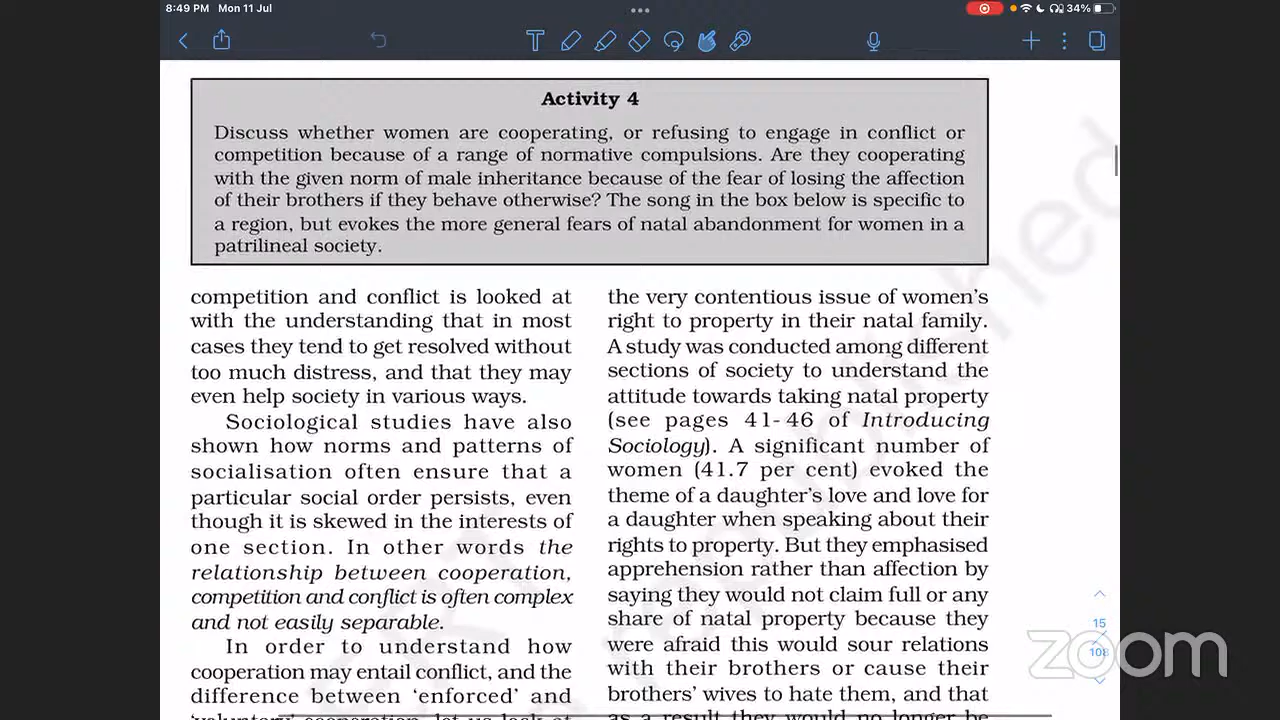 8:49 PM Mon 11 Jul
34%
T
Activity 4
Discuss whether women are cooperating, or refusing to engage in conflict or
competition because of a range of normative compulsions. Are they cooperating
with the given norm of male inheritance because of the fear of losing the affection
of their brothers if they behave otherwise? The song in the box below is specific to
a region, but evokes the more general fears of natal abandonment for women in a
patrilineal society.
competition and conflict is looked at
with the understanding that in most
cases they tend to get resolved without
too much distress, and that they may
even help society in various ways.
Sociological studies have also
shown how norms and patterns of
socialisation often ensure that a
particular social order persists, even
though it is skewed in the interests of
one section. In other words the
relationship between cooperation,
competition and conflict is often complex
and not easily separable.
In order to understand how
cooperation may entail conflict, and the
difference between ‘enforced’ and
‘voluntary’ cooperation, let us look at
the very contentious issue of women’s
right to property in their natal family.
A study was conducted among different
sections of society to understand the
attitude towards taking natal property
(see pages 41-46 of Introducing
Sociology). A significant number of
women (41.7 per cent) evoked the
theme of a daughter’s love and love for
a daughter when speaking about their
rights to property. But they emphasised
apprehension rather than affection by
saying they would not claim full or any
share of natal property because they
were afraid this would sour relations
with their brothers or cause their
brothers’ wives to hate them, and that
as a result they would no longer be
15
108
zoom